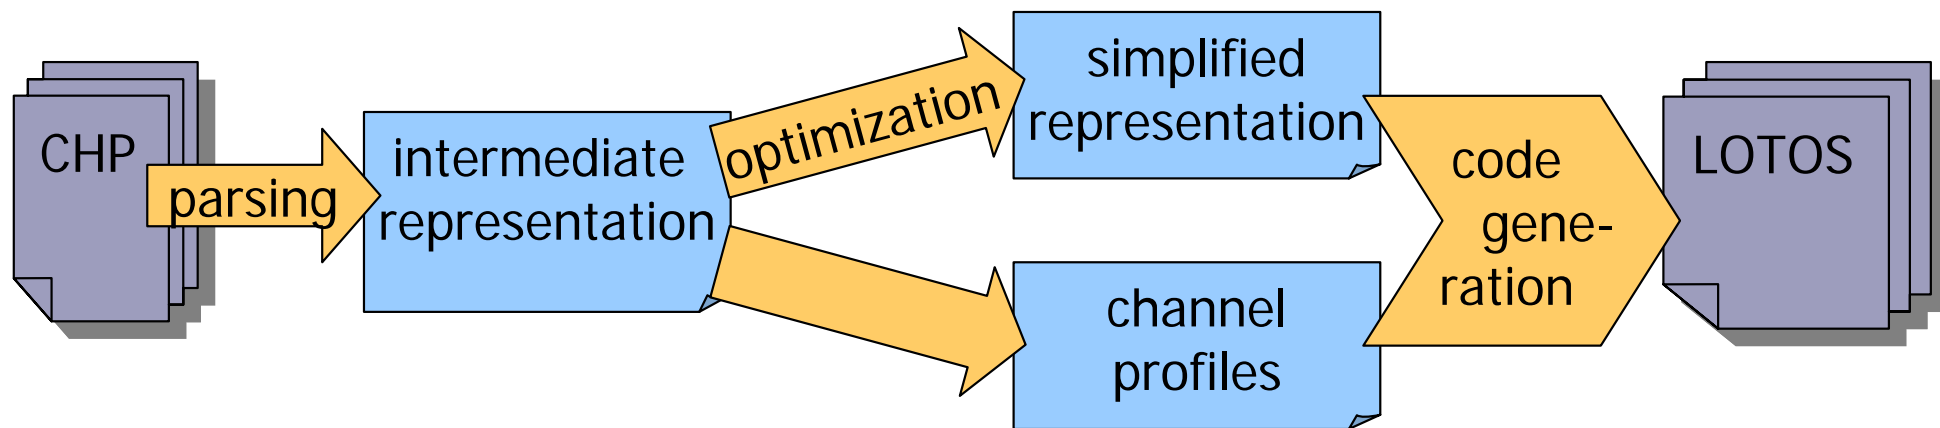 CHP
parsing
intermediate
representation
optimization
simplified
representation
channel
profiles
code
gene-
ration
LOTOS